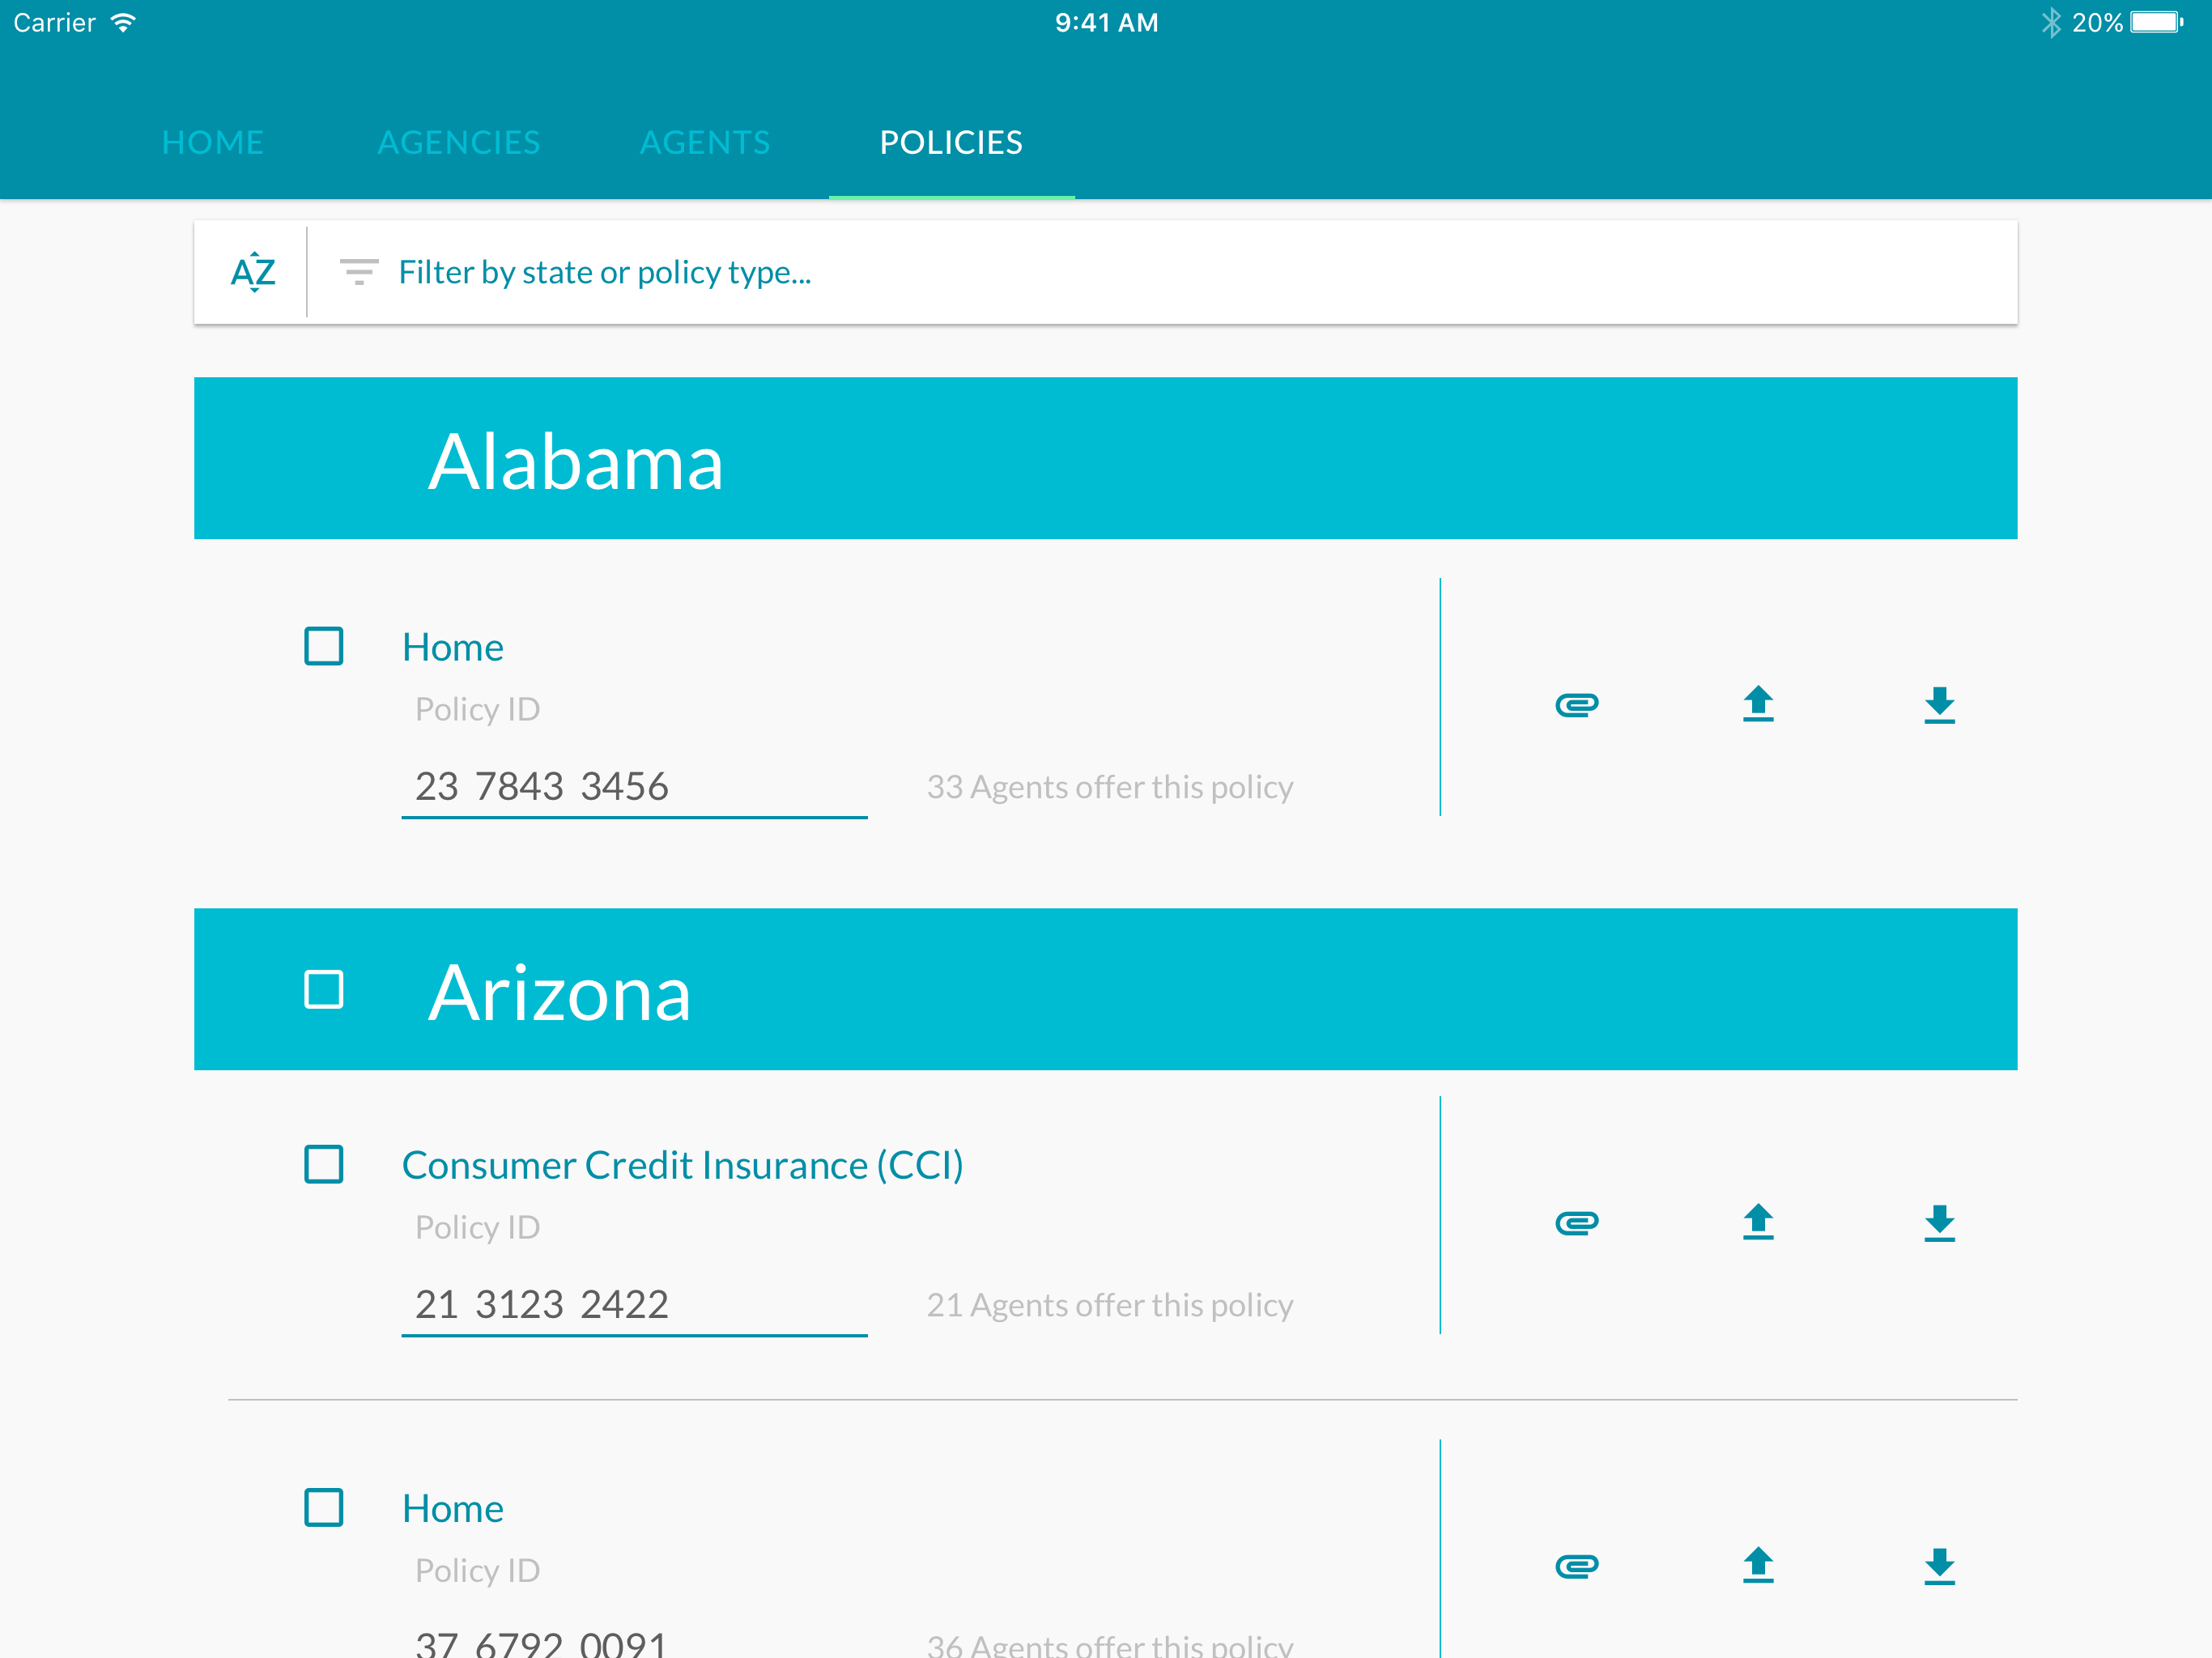 Carrier 9:41 AM 20%
HOME AGENCIES AGENTS POLICIES
AZ Filter by state or policy type...
Alabama
Home
Policy ID
23 7843 3456 33 Agents offer this policy
Arizona
Consumer Credit Insurance (CCI)
Policy ID
21 3123 2422 21 Agents offer this policy
Home
Policy ID
37 6792 0091 36 Agents offer this policy